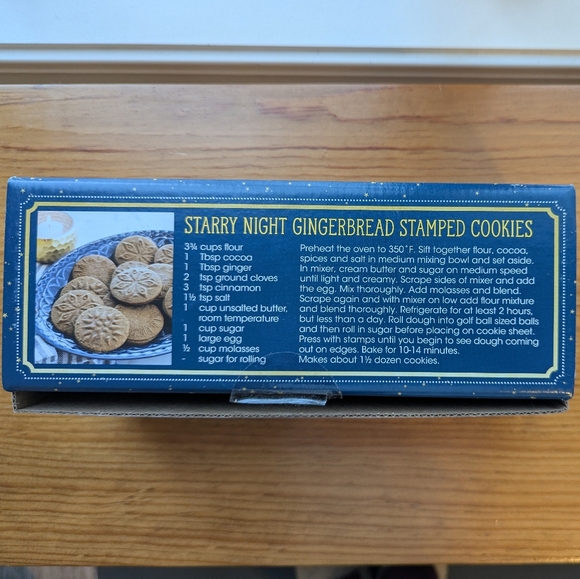 STARRY NIGHT GINGERBREAD STAMPED COOKIES
3¾ cups flour
1 Tbsp cocoa
1 Tbsp ginger
2 tsp ground cloves
3 tsp cinnamon
1½ tsp salt
1 cup unsalted butter,
room temperature
1 cup sugar
1 large egg
½ cup molasses
- sugar for rolling
Preheat the oven to 350°F. Sift together flour, cocoa,
spices and salt in medium mixing bowl and set aside.
In mixer, cream butter and sugar on medium speed
until light and creamy. Scrape sides of mixer and add
the egg. Mix thoroughly. Add molasses and blend.
Scrape again and with mixer on low add flour mixture
and blend thoroughly. Refrigerate for at least 2 hours,
but less than a day. Roll dough into golf ball sized balls
and then roll in sugar before placing on cookie sheet.
Press with stamps until you begin to see dough coming
out on edges. Bake for 10-14 minutes.
Makes about 1½ dozen cookies.